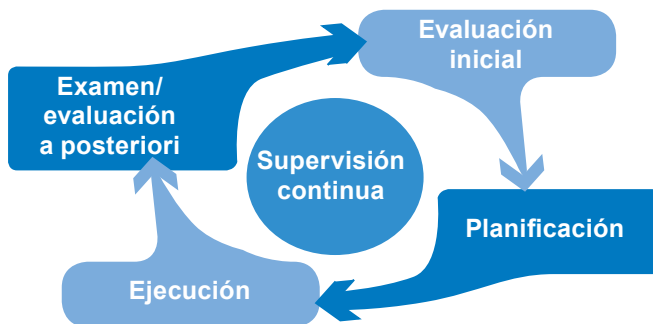 Evaluación
inicial
Examen/
evaluación
a posteriori
Supervisión
continua
Planificación
Ejecución